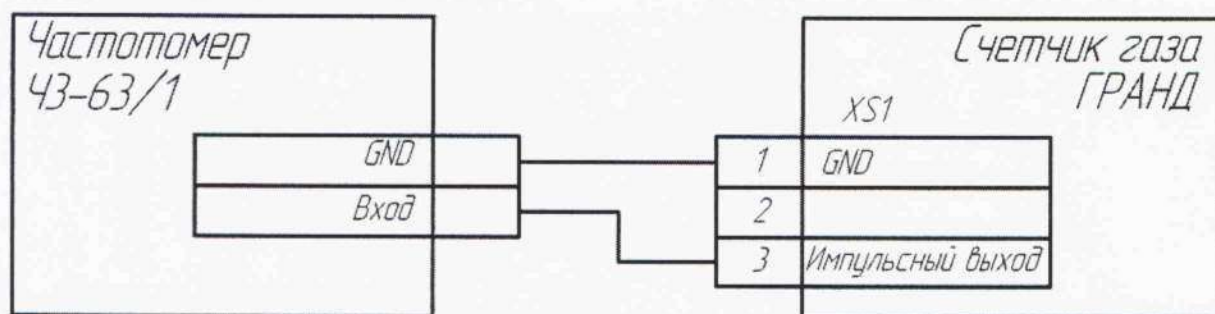 Частотомер
Ч3-63/1
GND
Вход
Счетчик газа
ГРАНД
XS1
1 GND
2
3 Импульсный выход